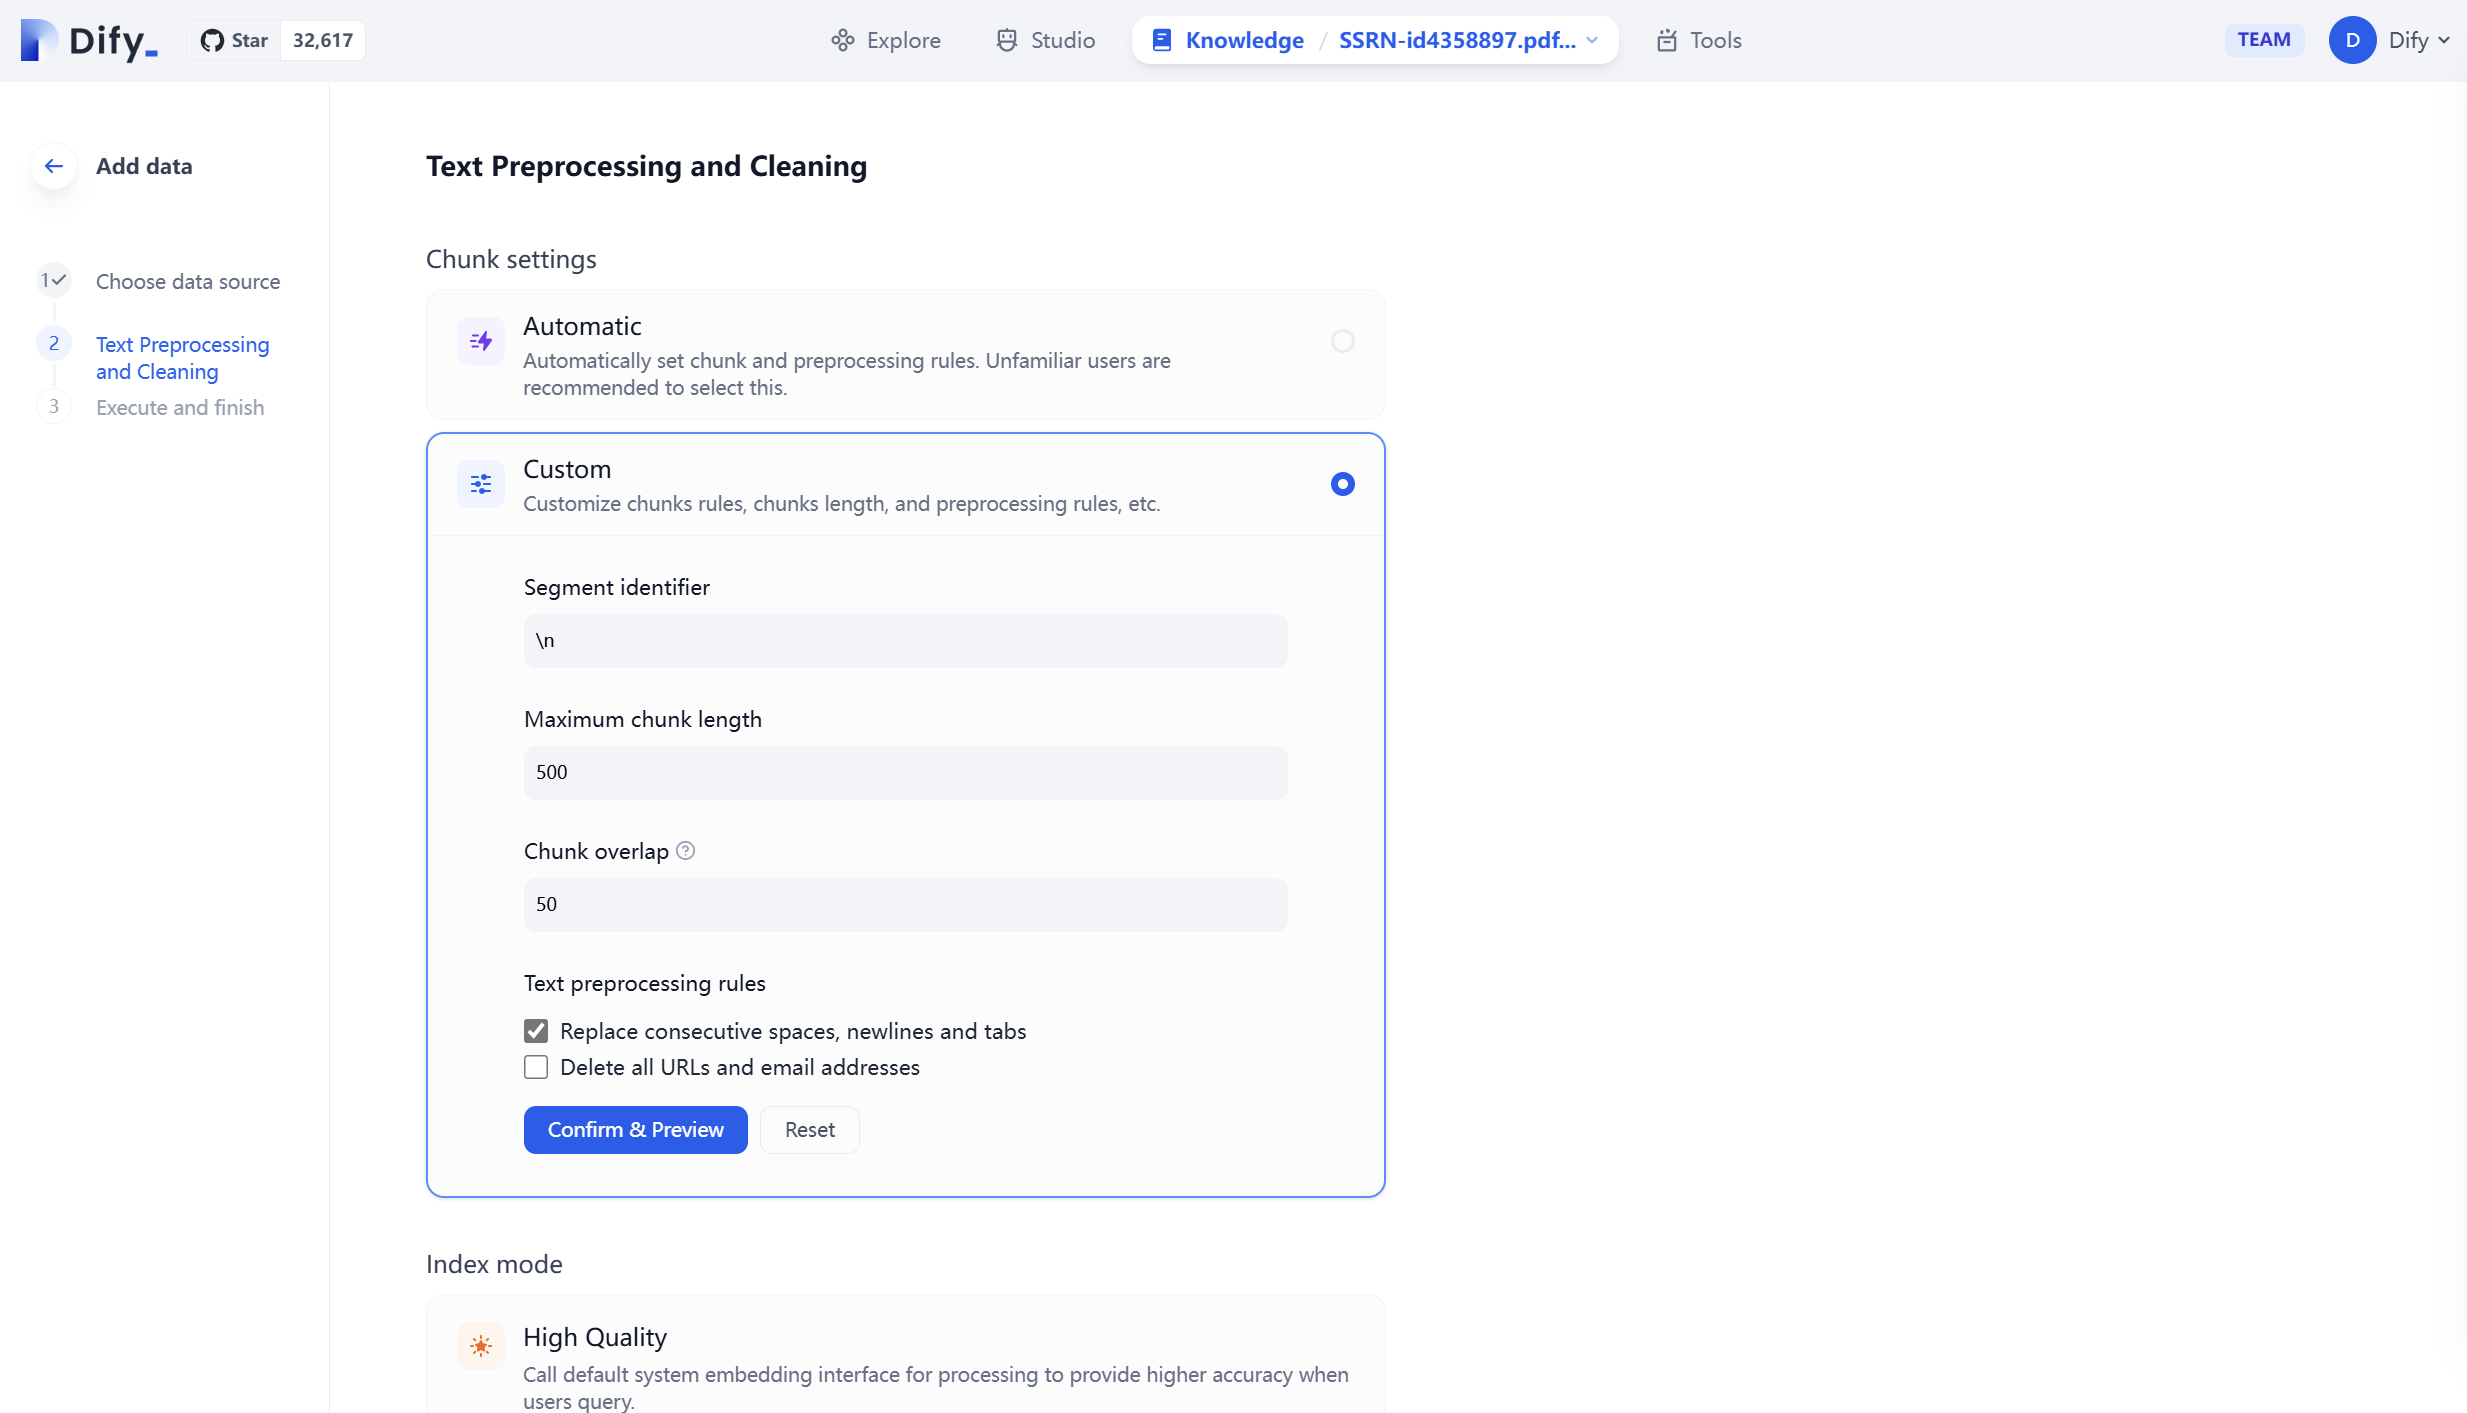 Dify_
Star 32,617
Explore
Studio
Knowledge / SSRN-id4358897.pdf...
Tools
TEAM
D Dify
Add data
1 Choose data source
2 Text Preprocessing
and Cleaning
3 Execute and finish
Text Preprocessing and Cleaning
Chunk settings
Automatic
Automatically set chunk and preprocessing rules. Unfamiliar users are
recommended to select this.
Custom
Customize chunks rules, chunks length, and preprocessing rules, etc.
Segment identifier
\n
Maximum chunk length
500
Chunk overlap ?
50
Text preprocessing rules
Replace consecutive spaces, newlines and tabs
Delete all URLs and email addresses
Confirm & Preview
Reset
Index mode
High Quality
Call default system embedding interface for processing to provide higher accuracy when
users query.